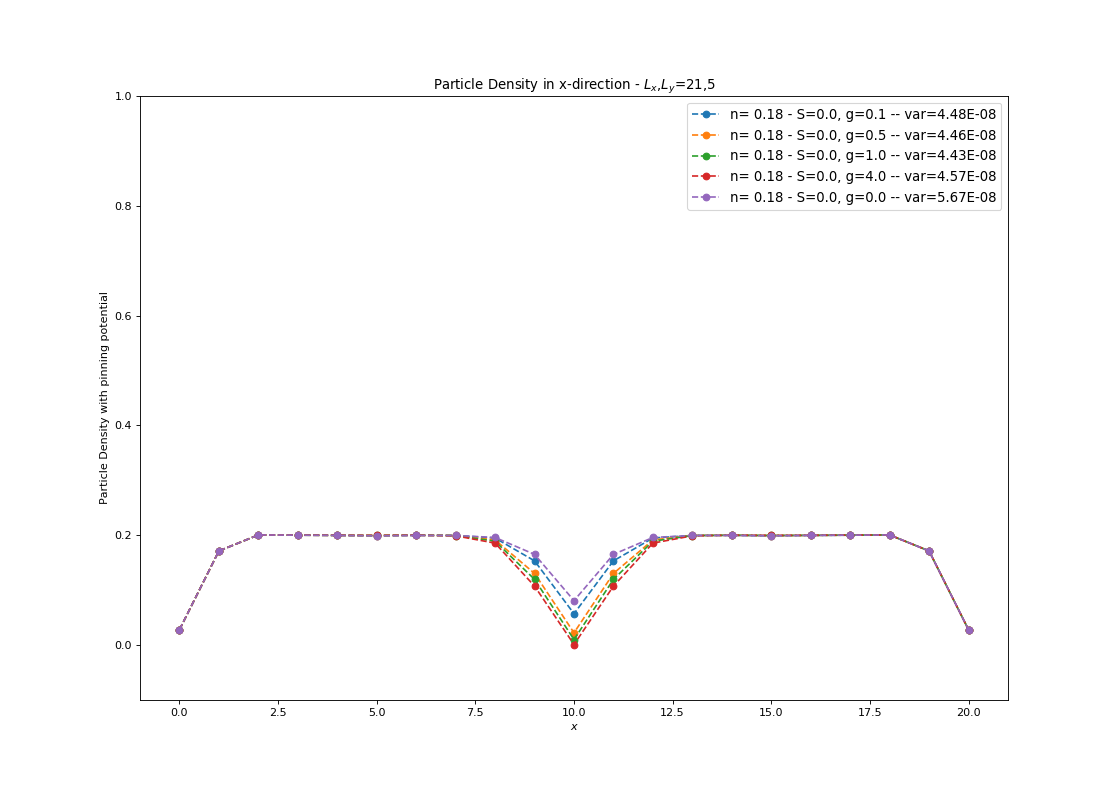 Particle Density in x-direction - Lx,Ly=21,5
1.0
0.8
0.6
0.4
0.2
0.0
Particle Density with pinning potential
n= 0.18 - S=0.0, g=0.1 -- var=4.48E-08
n= 0.18 - S=0.0, g=0.5 -- var=4.46E-08
n= 0.18 - S=0.0, g=1.0 -- var=4.43E-08
n= 0.18 - S=0.0, g=4.0 -- var=4.57E-08
n= 0.18 - S=0.0, g=0.0 -- var=5.67E-08
0.0 2.5 5.0 7.5 10.0 12.5 15.0 17.5 20.0
x